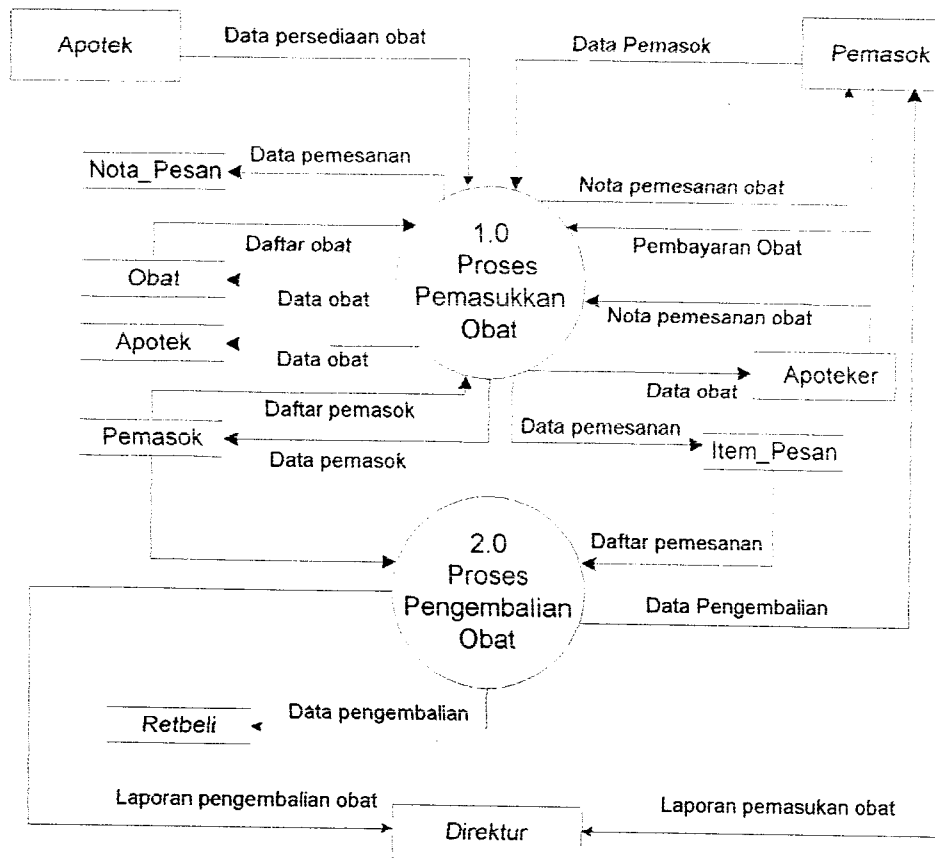 Apotek
Data persediaan obat
Data Pemasok
Pemasok
Nota_Pesan
Data pemesanan
Nota pemesanan obat
1.0
Proses
Pemasukkan
Obat
Daftar obat
Pembayaran Obat
Obat
Data obat
Nota pemesanan obat
Apotek
Data obat
Apoteker
Data obat
Daftar pemasok
Pemasok
Data pemasok
Data pemesanan
Item_Pesan
2.0
Proses
Pengembalian
Obat
Daftar pemesanan
Data Pengembalian
Retbeli
Data pengembalian
Laporan pengembalian obat
Direktur
Laporan pemasukan obat